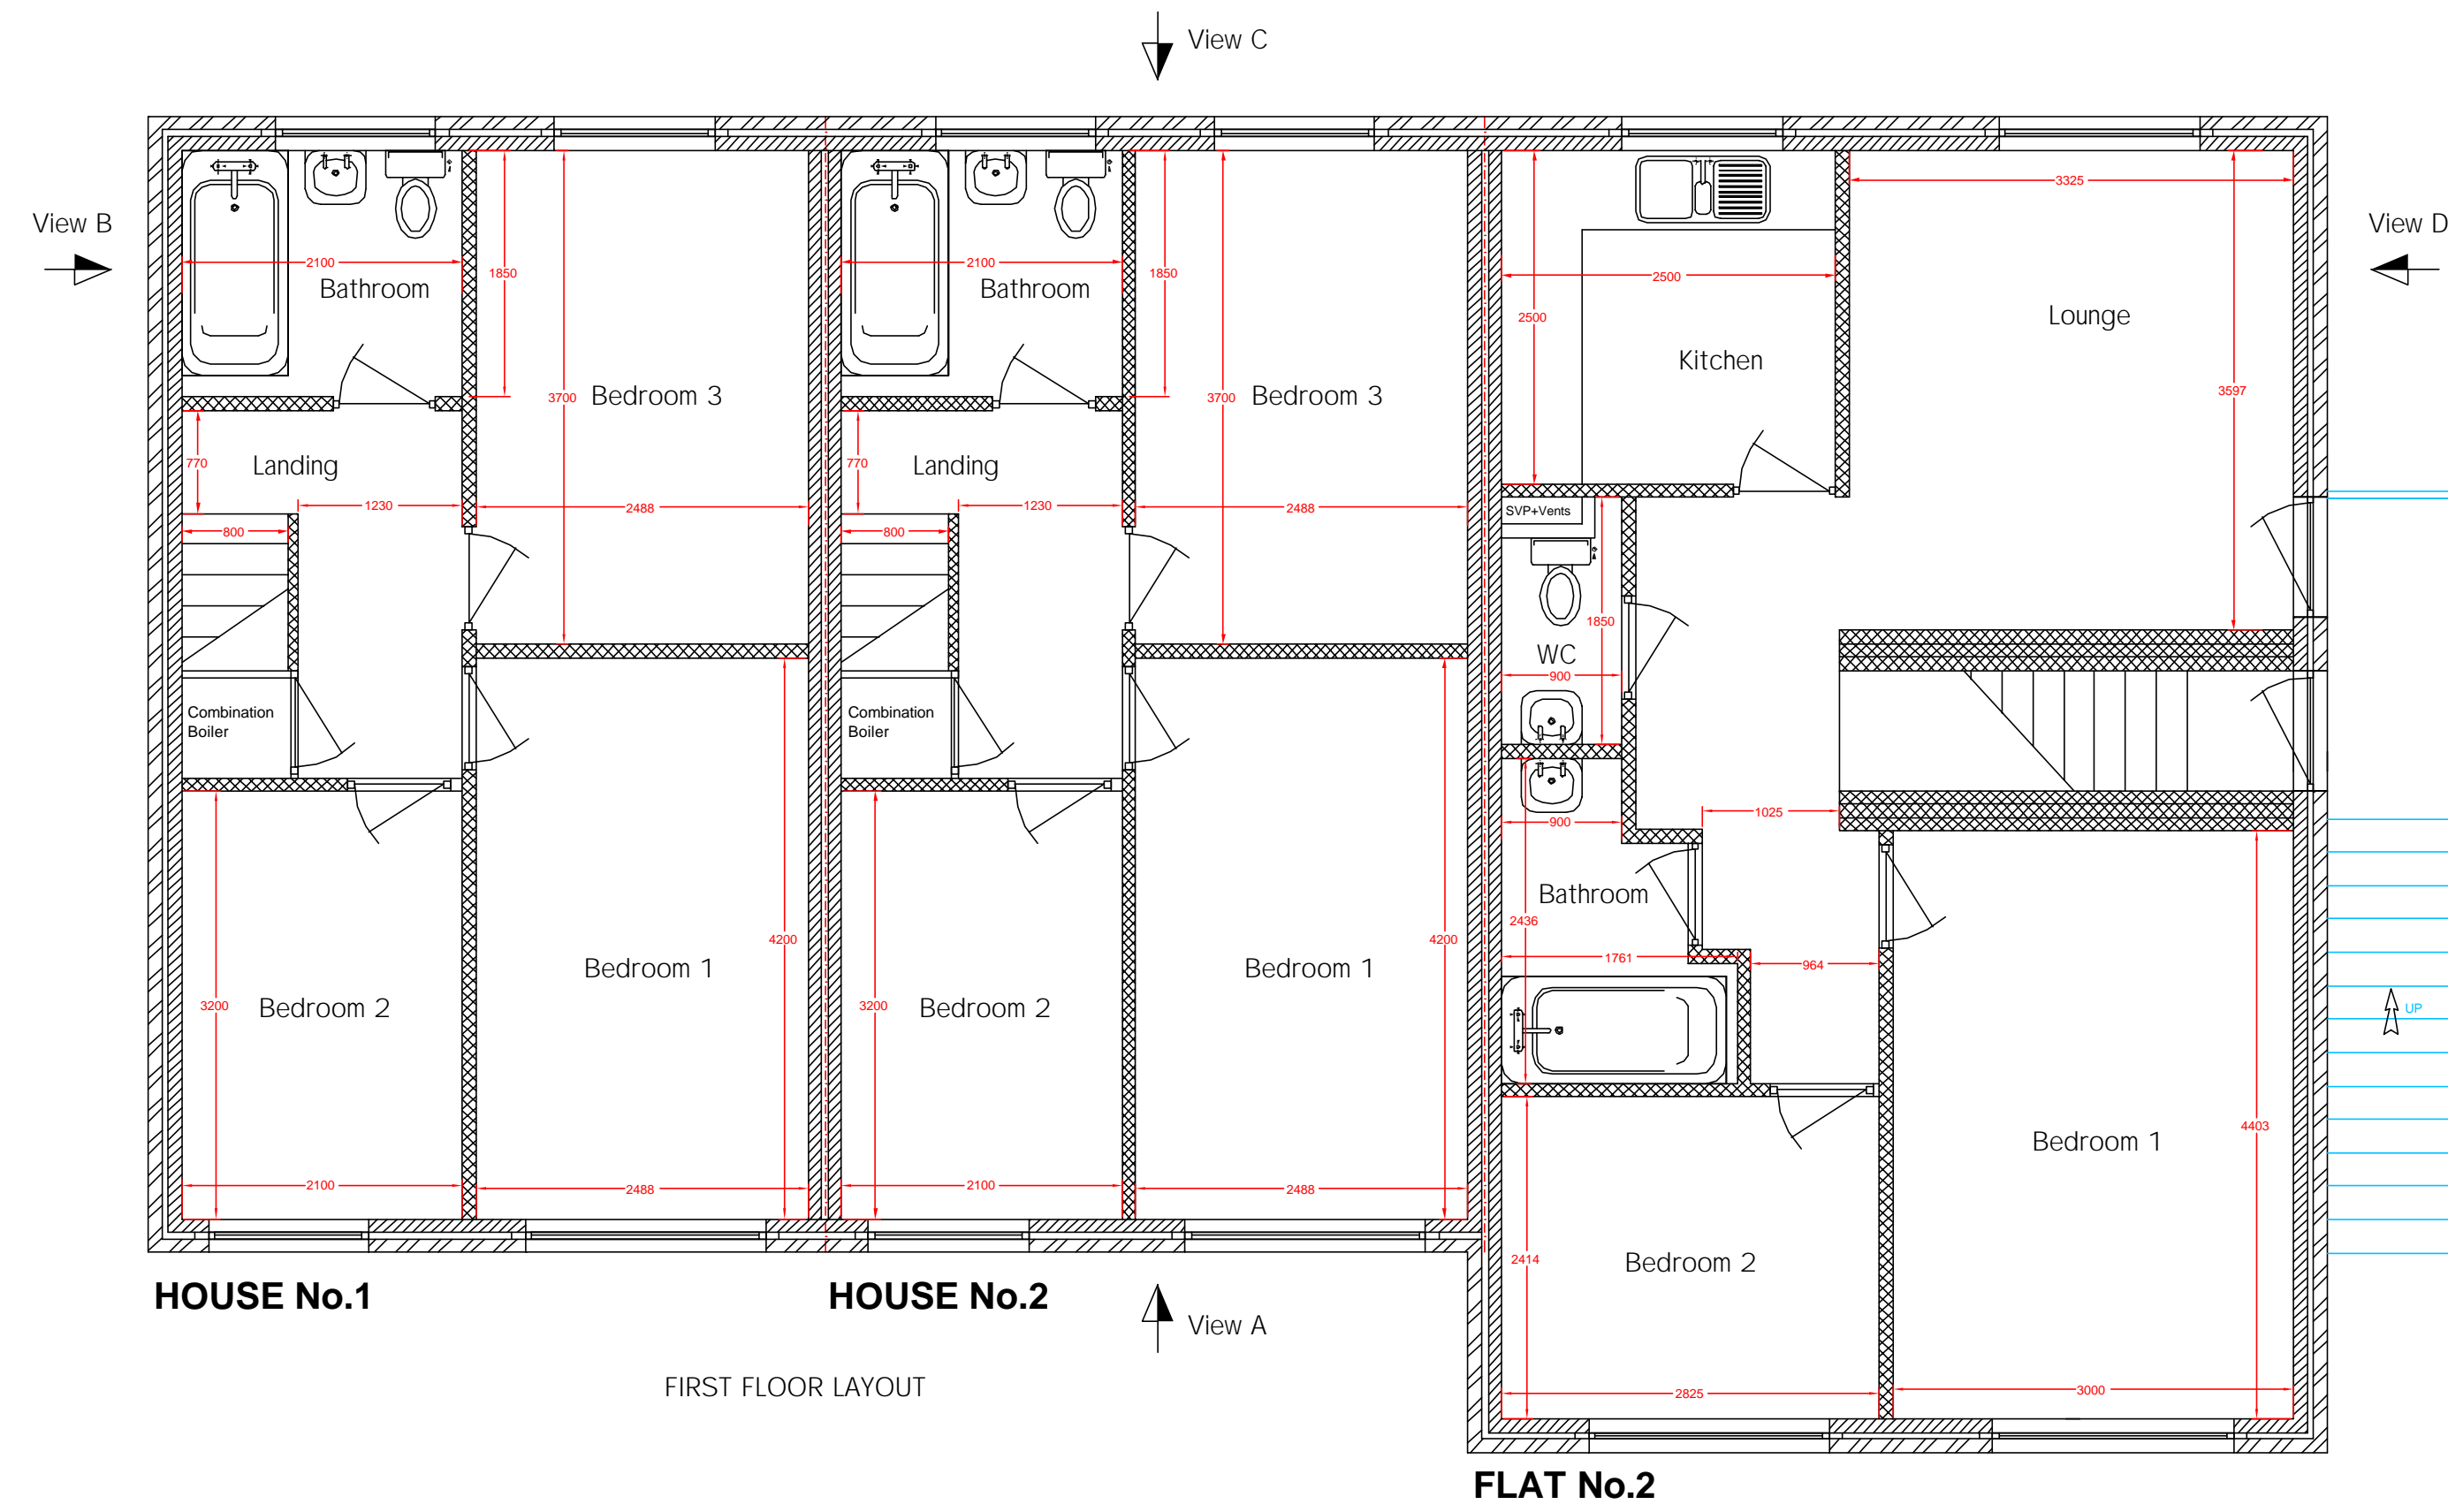 View C
View B
View D
3325
2100
1850
2100
1850
2500
Bathroom
Bathroom
2500
Lounge
Kitchen
3700
Bedroom 3
3700
Bedroom 3
3597
770
Landing
770
Landing
1230
2488
1230
2488
SVP+Vents
800
800
1850
WC
900
Combination
Boiler
Combination
Boiler
1025
900
Bathroom
2436
4200
4200
1761
964
Bedroom 1
Bedroom 1
3200
Bedroom 2
3200
Bedroom 2
UP
4403
Bedroom 1
2100
2488
2100
2488
2414
Bedroom 2
HOUSE No.1
HOUSE No.2
View A
FIRST FLOOR LAYOUT
2825
3000
FLAT No.2